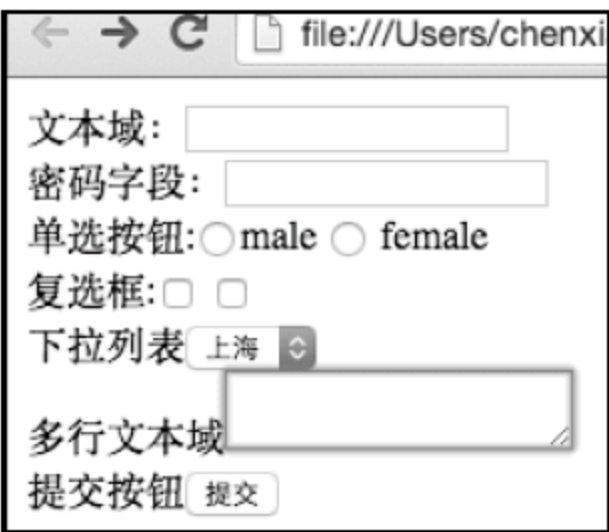 file:///Users/chenxi
文本域：
密码字段：
单选按钮:male female
复选框:
下拉列表 上海
多行文本域
提交按钮 提交